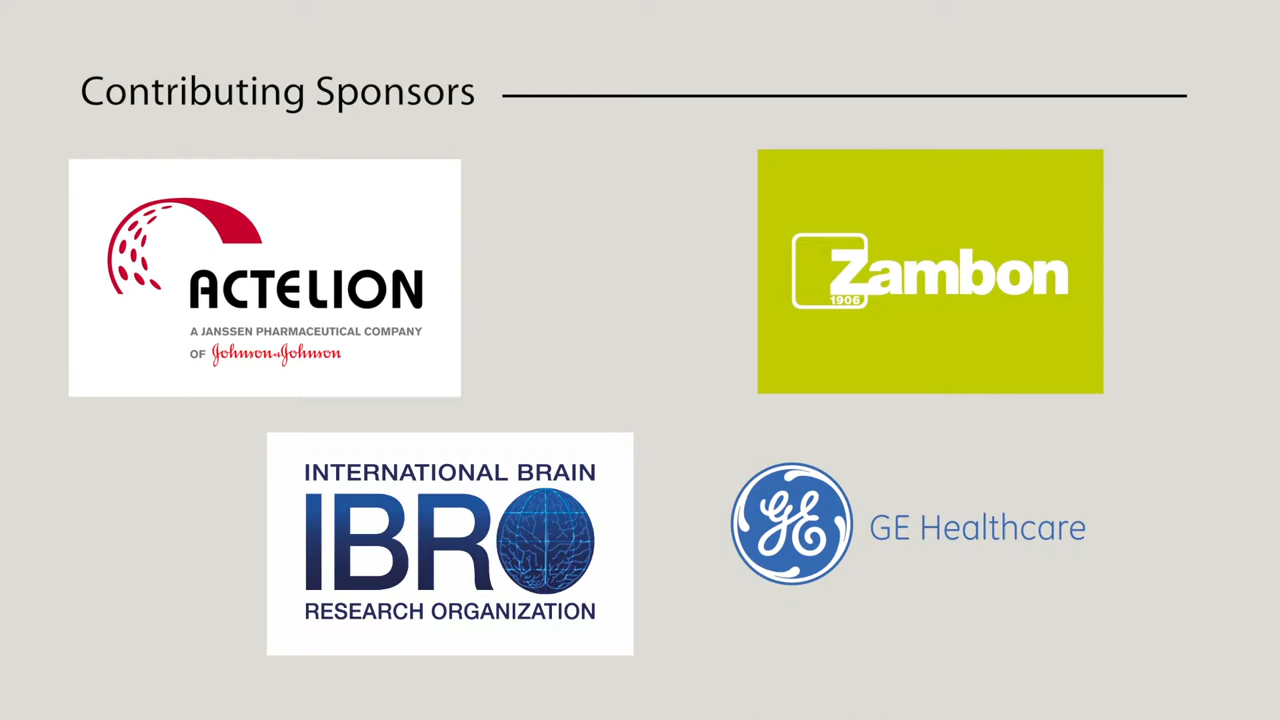 Contributing Sponsors
ACTELION
A JANSSEN PHARMACEUTICAL COMPANY
OF Johnson&Johnson
Zambon
1906
INTERNATIONAL BRAIN
IBRO
RESEARCH ORGANIZATION
GE
GE Healthcare